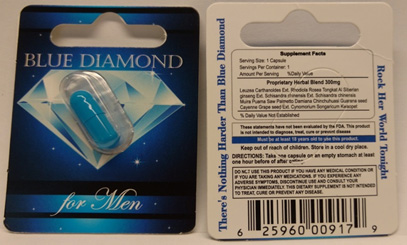 BLUE DIAMOND
for Men
There's Nothing Harder Than Blue Diamond
Supplement Facts
Serving Size: 1 Capsule
Servings Per Container: 1
Amount Per Serving %Daily Value
Proprietary Herbal Blend 300mg
Leuzea Carthanoides Ext. Rhodiola Rosea Tongkat Ali Siberian
ginseng Ext. Schisandra chinensis Ext. Schisandra chinensis
Muira Puama Saw Palmetto Damiana Chinchuhuasi Guarana seed
Cayenne Grape seed Ext. Cytomorium Songaricum Kelopet
% Daily Value Not Established
These statements have not been evaluated by the FDA. This product
is not intended to diagnose, treat, cure or prevent disease
Must be at least 18 years old to use this product
Keep out of reach of children. Store in a cool dry place.
DIRECTIONS: Take one capsule on an empty stomach at least
one hour before of after
DO NOT USE THIS PRODUCT IF YOU HAVE ANY MEDICAL CONDITION OR
IF YOU ARE TAKING ANY MEDICATIONS. IF YOU EXPERIENCE ANY
ADVERSE SYMPTOMS, DISCONTINUE USE AND CONSULT YOUR
PHYSICIAN IMMEDIATELY. THIS DIETARY SUPPLEMENT IS NOT INTENDED
TO TREAT, CURE OR PREVENT ANY DISEASE.
6 25960 00917 9
Rock Her World Tonight